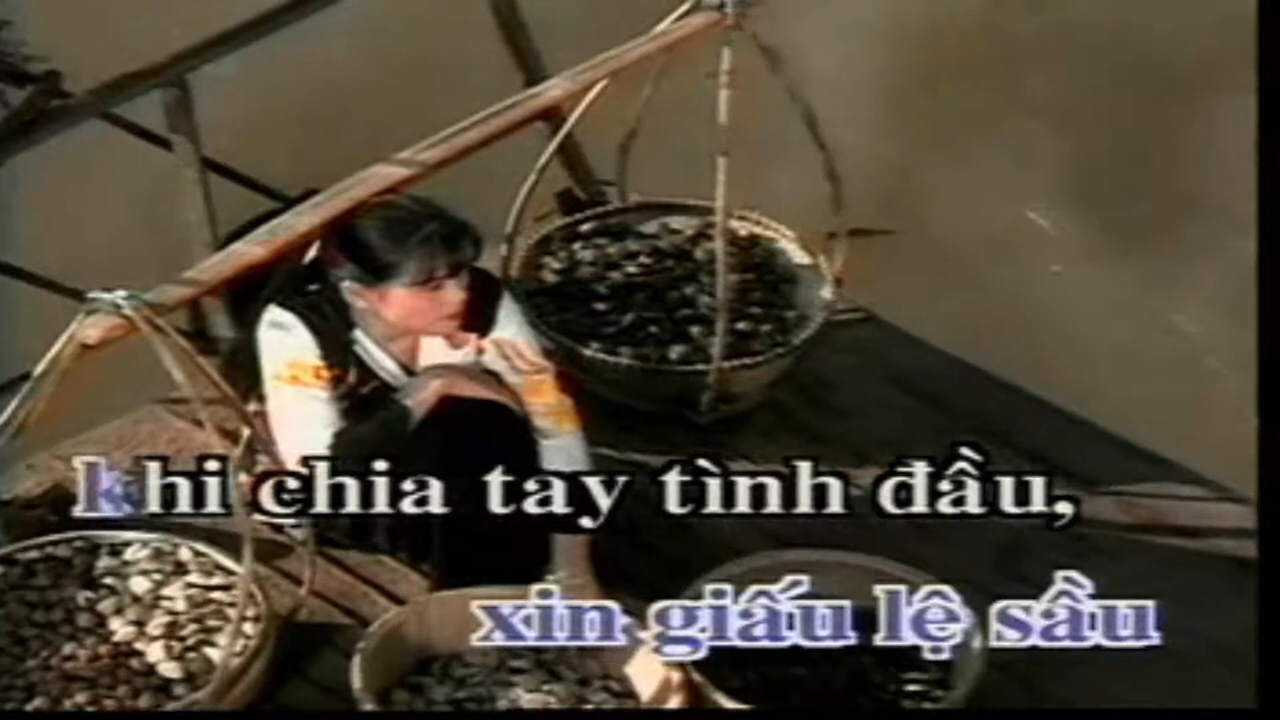 khi chia tay tình đầu,
xin giấu lệ sầu